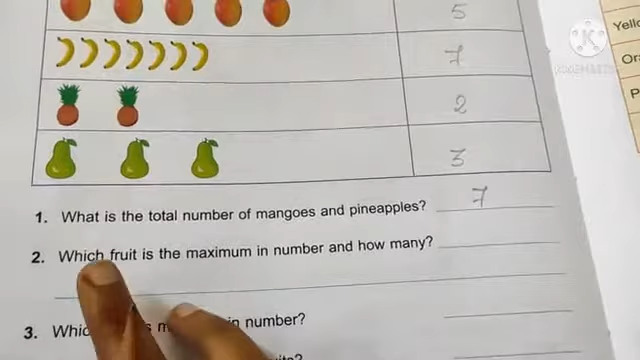 5
7
2
3
Yello
Or
P
1. What is the total number of mangoes and pineapples? 7
2. Which fruit is the maximum in number and how many?
3. Whic in number?